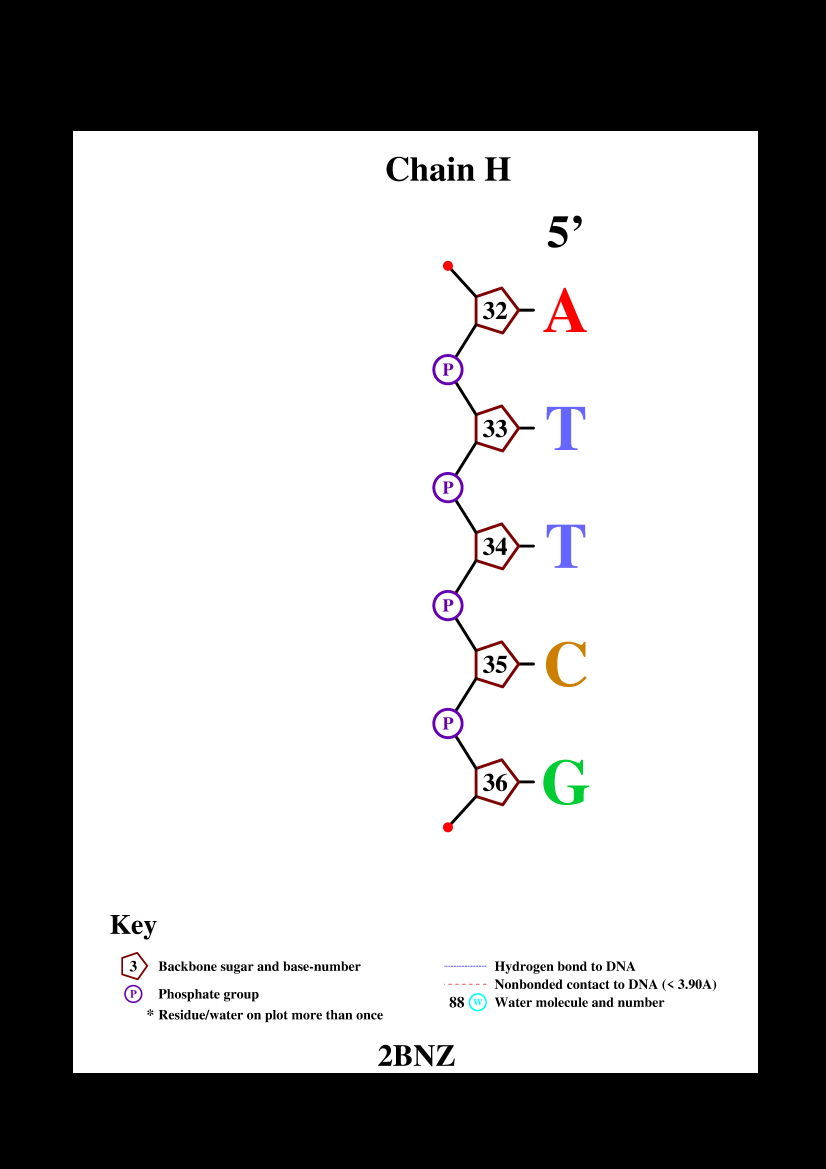 Chain H
5’
32 A
P
33 T
P
34 T
P
35 C
P
36 G
Key
3 Backbone sugar and base-number
P Phosphate group
* Residue/water on plot more than once
Hydrogen bond to DNA
Nonbonded contact to DNA (< 3.90A)
88 W Water molecule and number
2BNZ